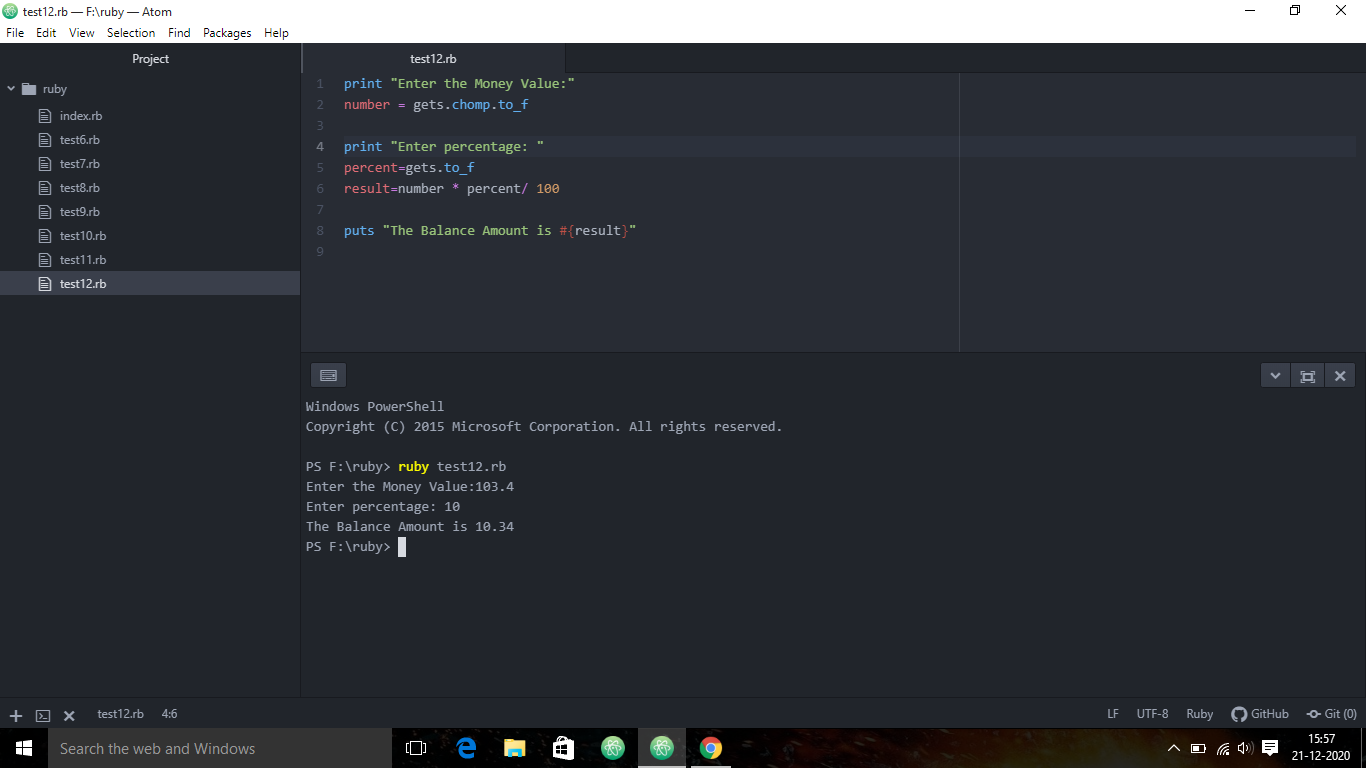 test12.rb — F:\ruby — Atom
File Edit View Selection Find Packages Help
Project
ruby
index.rb
test6.rb
test7.rb
test8.rb
test9.rb
test10.rb
test11.rb
test12.rb
test12.rb
1 print "Enter the Money Value:"
2 number = gets.chomp.to_f
3
4 print "Enter percentage: "
5 percent=gets.to_f
6 result=number * percent/ 100
7
8 puts "The Balance Amount is #{result}"
9
Windows PowerShell
Copyright (C) 2015 Microsoft Corporation. All rights reserved.
PS F:\ruby> ruby test12.rb
Enter the Money Value:103.4
Enter percentage: 10
The Balance Amount is 10.34
PS F:\ruby>
test12.rb 4:6 LF UTF-8 Ruby GitHub Git (0)
Search the web and Windows
15:57
21-12-2020